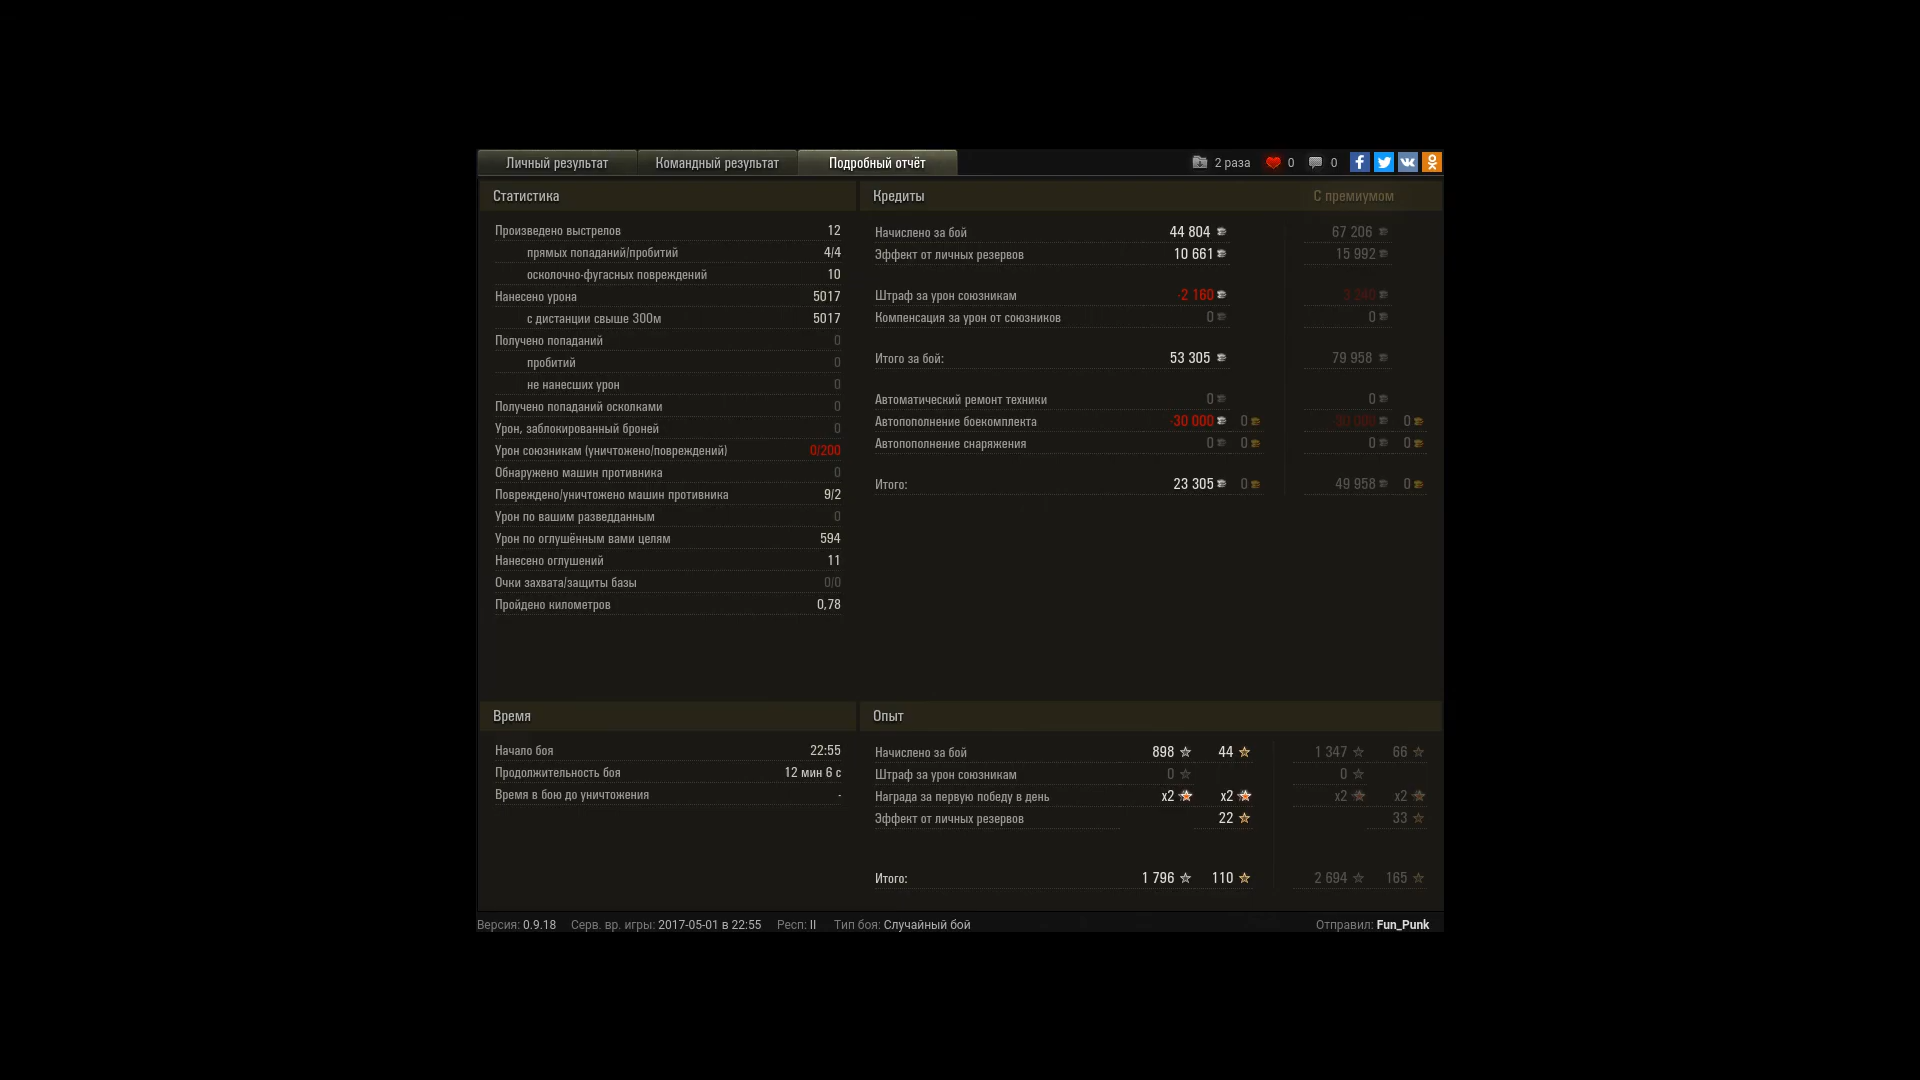 Личный результат Командный результат Подробный отчёт 2 раза 0 0
Статистика
Произведено выстрелов 12
прямых попаданий/пробитий 4/4
осколочно-фугасных повреждений 10
Нанесено урона 5017
с дистанции свыше 300м 5017
Получено попаданий 0
пробитий 0
не нанесших урон 0
Получено попаданий осколками 0
Урон, заблокированный броней 0
Урон союзникам (уничтожено/повреждений) 0/200
Обнаружено машин противника 0
Повреждено/уничтожено машин противника 9/2
Урон по вашим разведданным 0
Урон по оглушённым вами целям 594
Нанесено оглушений 11
Очки захвата/защиты базы 0/0
Пройдено километров 0,78
Кредиты С премиумом
Начислено за бой 44 804 67 206
Эффект от личных резервов 10 661 15 992
Штраф за урон союзникам -2 160 -3 240
Компенсация за урон от союзников 0 0
Итого за бой: 53 305 79 958
Автоматический ремонт техники 0 0
Автопополнение боекомплекта -30 000 0 -30 000 0
Автопополнение снаряжения 0 0 0 0
Итого: 23 305 0 49 958 0
Время
Начало боя 22:55
Продолжительность боя 12 мин 6 с
Время в бою до уничтожения -
Опыт
Начислено за бой 898 44 1 347 66
Штраф за урон союзникам 0 0
Награда за первую победу в день x2 x2 x2 x2
Эффект от личных резервов 22 33
Итого: 1 796 110 2 694 165
Версия: 0.9.18 Серв. вр. игры: 2017-05-01 в 22:55 Респ: II Тип боя: Случайный бой Отправил: Fun_Punk